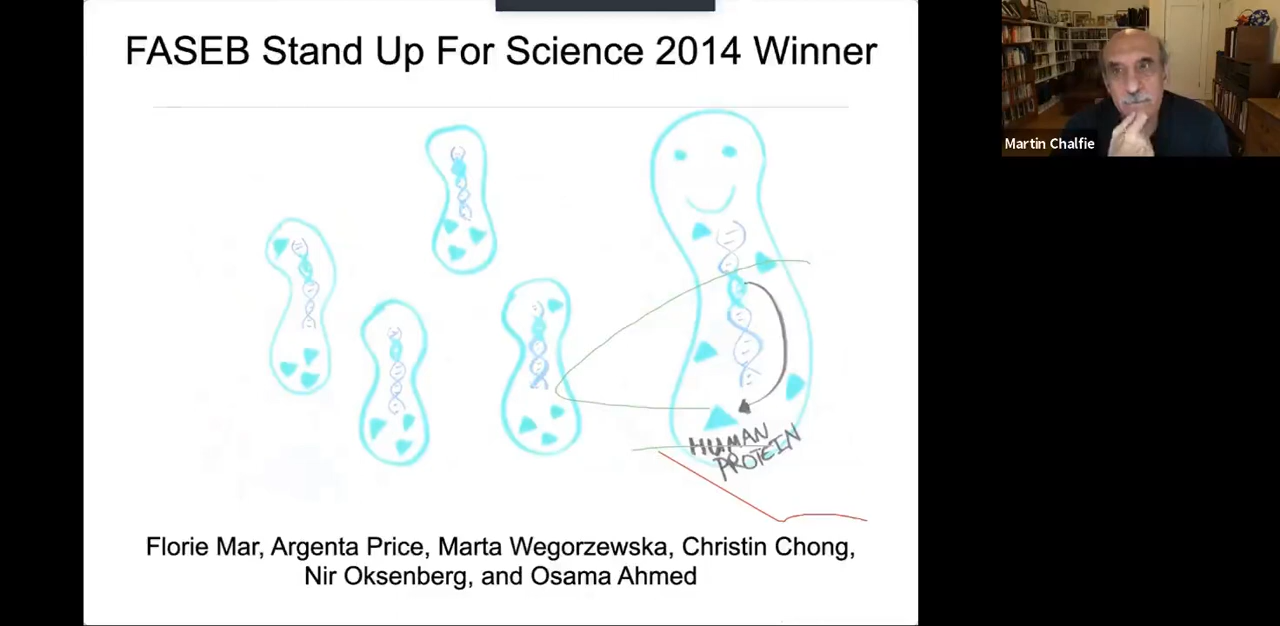 FASEB Stand Up For Science 2014 Winner
Martin Chalfie
HUMAN
PROTEIN
Florie Mar, Argenta Price, Marta Wegorzewska, Christin Chong,
Nir Oksenberg, and Osama Ahmed